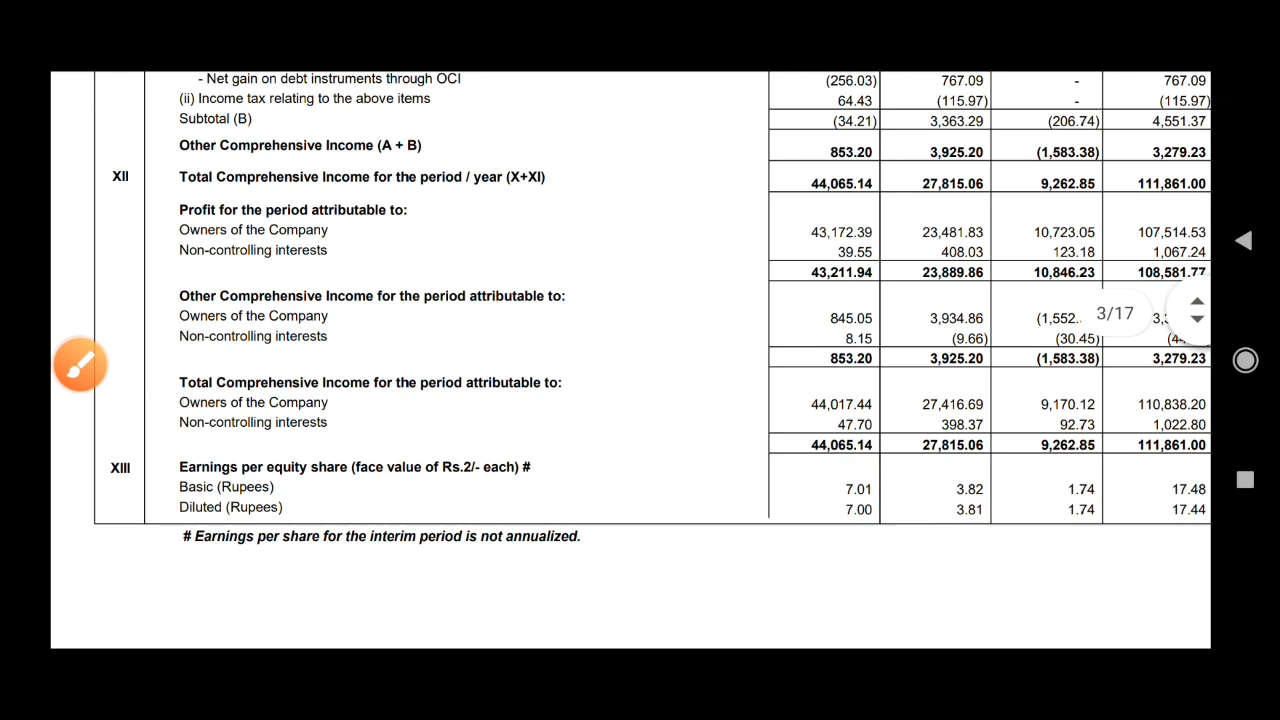 - Net gain on debt instruments through OCI (256.03) 767.09 - 767.09
(ii) Income tax relating to the above items 64.43 (115.97) - (115.97)
Subtotal (B) (34.21) 3,363.29 (206.74) 4,551.37
Other Comprehensive Income (A + B) 853.20 3,925.20 (1,583.38) 3,279.23
XII Total Comprehensive Income for the period / year (X+XI) 44,065.14 27,815.06 9,262.85 111,861.00
Profit for the period attributable to:
Owners of the Company 43,172.39 23,481.83 10,723.05 107,514.53
Non-controlling interests 39.55 408.03 123.18 1,067.24
43,211.94 23,889.86 10,846.23 108,581.77
Other Comprehensive Income for the period attributable to:
Owners of the Company 845.05 3,934.86 (1,552.
3/17
Non-controlling interests 8.15 (9.66) (30.45)
853.20 3,925.20 (1,583.38) 3,279.23
Total Comprehensive Income for the period attributable to:
Owners of the Company 44,017.44 27,416.69 9,170.12 110,838.20
Non-controlling interests 47.70 398.37 92.73 1,022.80
44,065.14 27,815.06 9,262.85 111,861.00
XIII Earnings per equity share (face value of Rs.2/- each) #
Basic (Rupees) 7.01 3.82 1.74 17.48
Diluted (Rupees) 7.00 3.81 1.74 17.44
# Earnings per share for the interim period is not annualized.